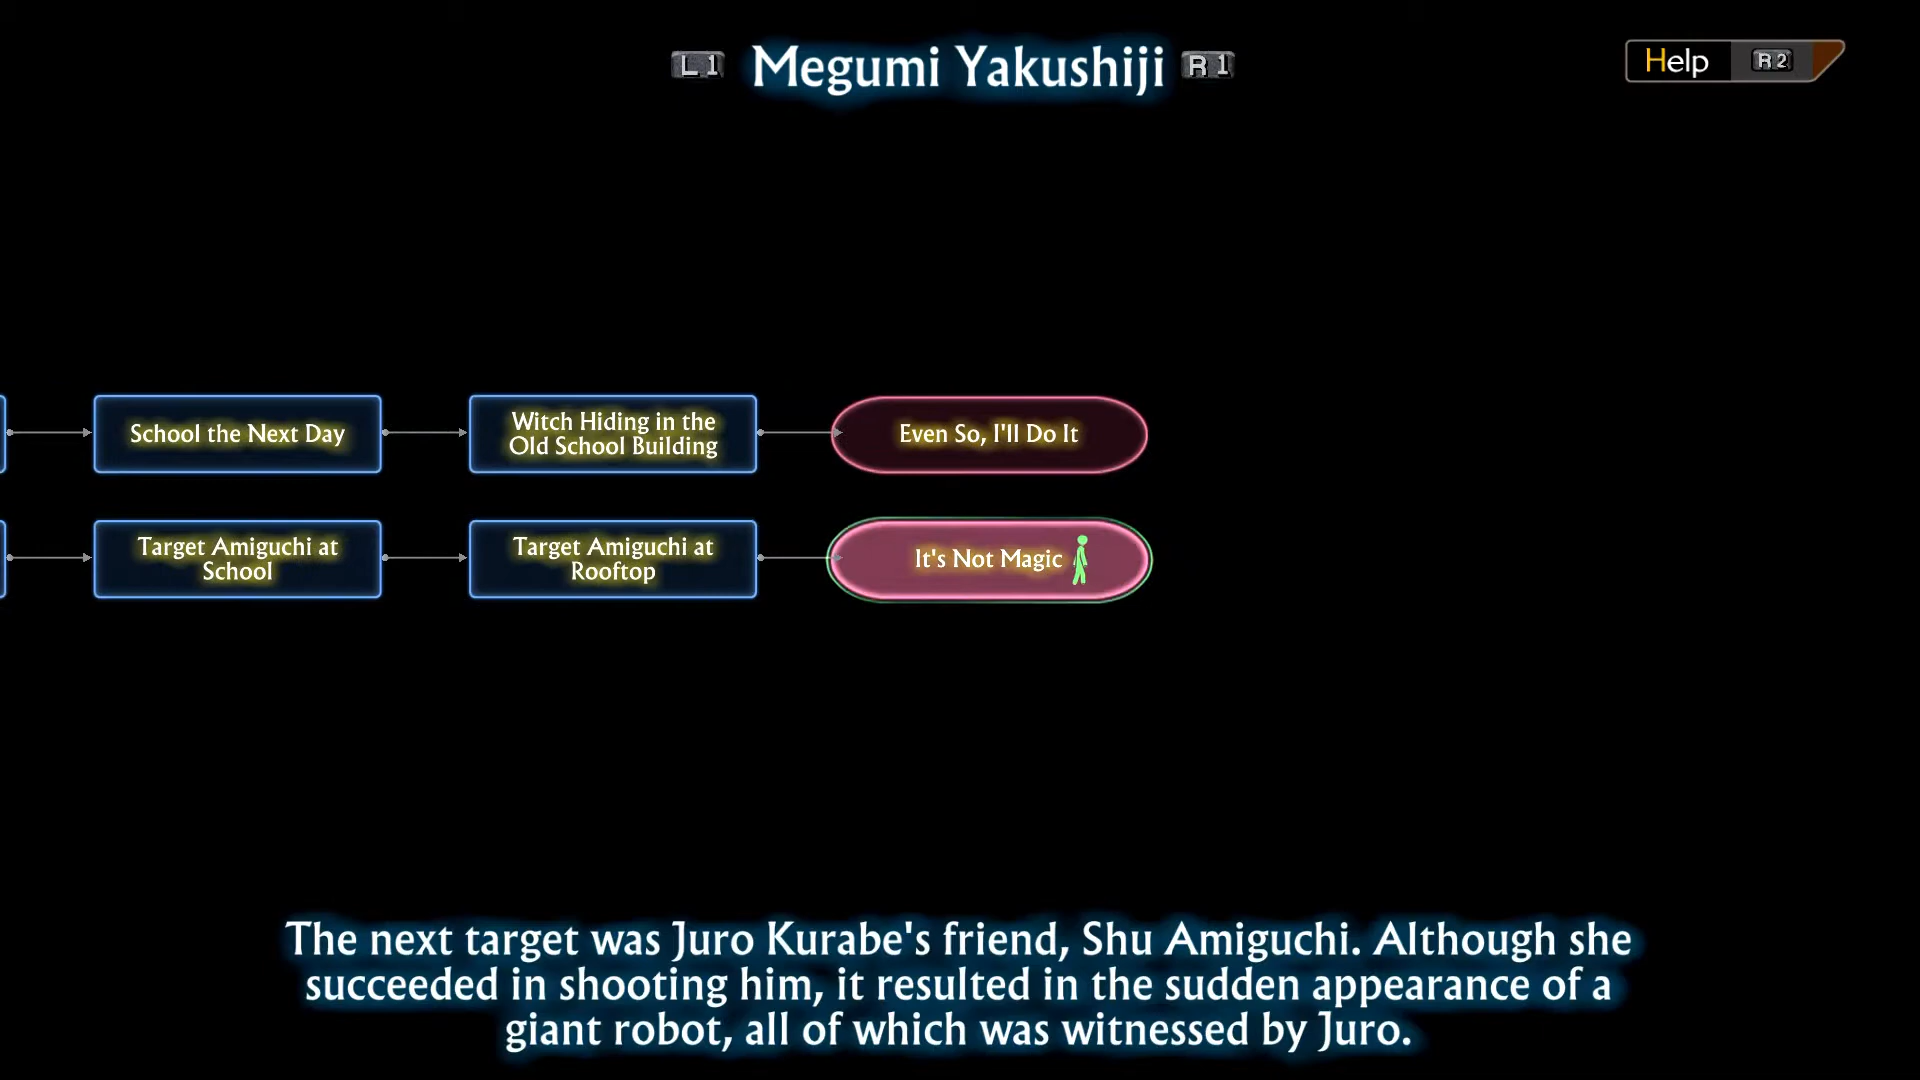 L1 Megumi Yakushiji R1
Help R2
School the Next Day
Witch Hiding in the
Old School Building
Even So, I'll Do It
Target Amiguchi at
School
Target Amiguchi at
Rooftop
It's Not Magic
The next target was Juro Kurabe's friend, Shu Amiguchi. Although she
succeeded in shooting him, it resulted in the sudden appearance of a
giant robot, all of which was witnessed by Juro.